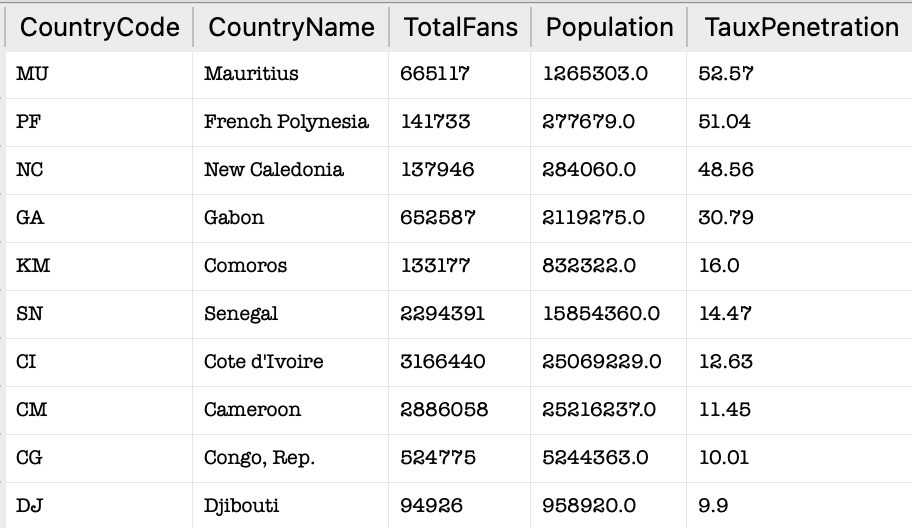 CountryCode CountryName TotalFans Population TauxPenetration
MU Mauritius 665117 1265303.0 52.57
PF French Polynesia 141733 277679.0 51.04
NC New Caledonia 137946 284060.0 48.56
GA Gabon 652587 2119275.0 30.79
KM Comoros 133177 832322.0 16.0
SN Senegal 2294391 15854360.0 14.47
CI Cote d'Ivoire 3166440 25069229.0 12.63
CM Cameroon 2886058 25216237.0 11.45
CG Congo, Rep. 524775 5244363.0 10.01
DJ Djibouti 94926 958920.0 9.9